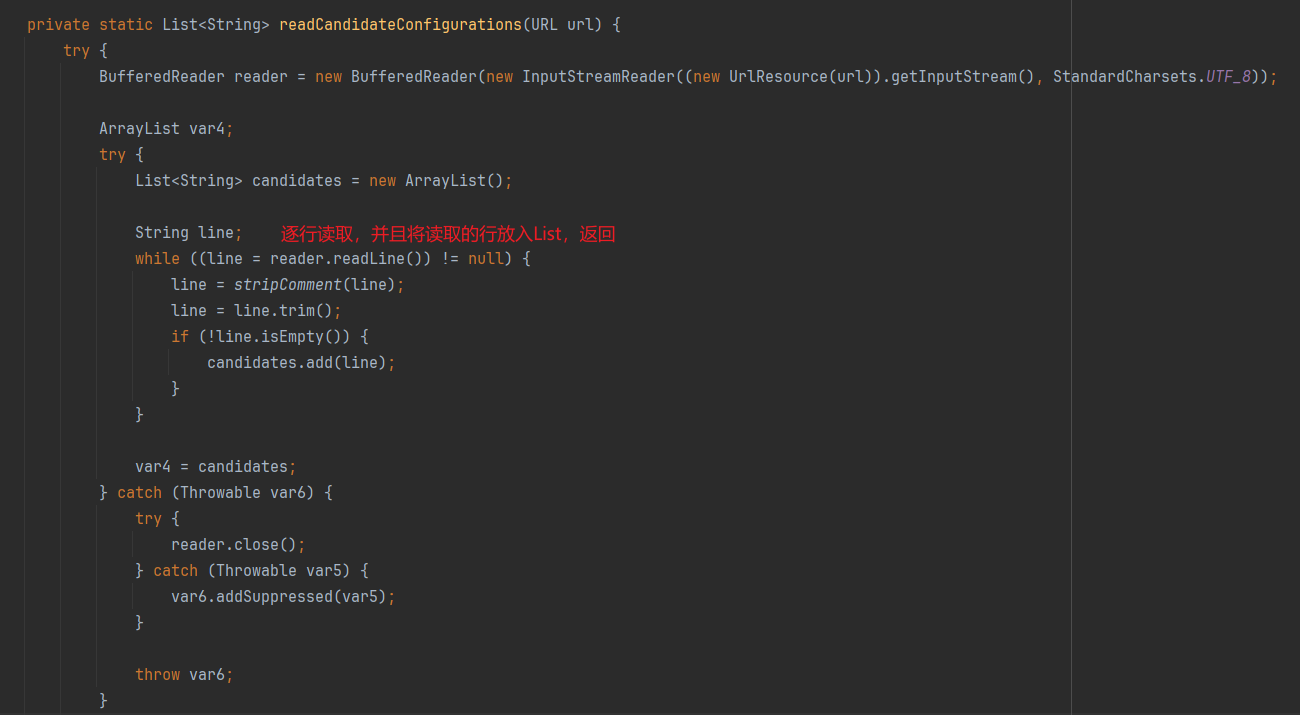 private static List<String> readCandidateConfigurations(URL url) {
try {
BufferedReader reader = new BufferedReader(new InputStreamReader((new UrlResource(url)).getInputStream(), StandardCharsets.UTF_8));
ArrayList var4;
try {
List<String> candidates = new ArrayList();
String line; 逐行读取，并且将读取的行放入List，返回
while ((line = reader.readLine()) != null) {
line = stripComment(line);
line = line.trim();
if (!line.isEmpty()) {
candidates.add(line);
}
}
var4 = candidates;
} catch (Throwable var6) {
try {
reader.close();
} catch (Throwable var5) {
var6.addSuppressed(var5);
}
throw var6;
}